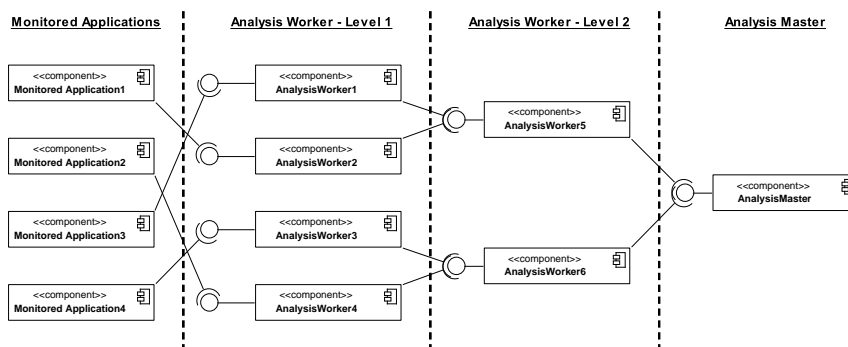 Monitored Applications
Analysis Worker - Level 1
Analysis Worker - Level 2
Analysis Master
<<component>>
Monitored Application1
<<component>>
Monitored Application2
<<component>>
Monitored Application3
<<component>>
Monitored Application4
<<component>>
AnalysisWorker1
<<component>>
AnalysisWorker2
<<component>>
AnalysisWorker3
<<component>>
AnalysisWorker4
<<component>>
AnalysisWorker5
<<component>>
AnalysisWorker6
<<component>>
AnalysisMaster